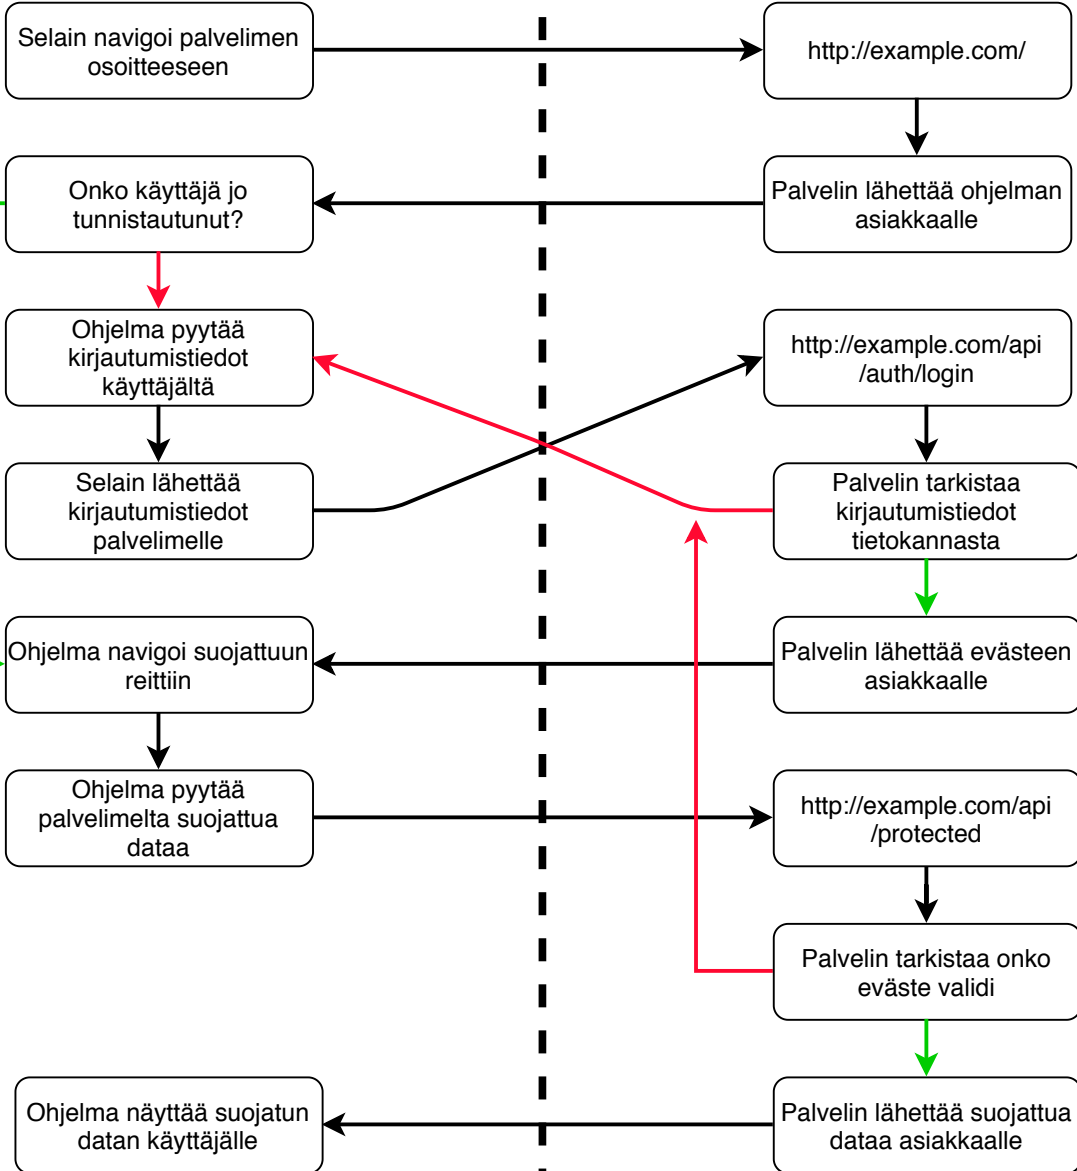 Selain navigoi palvelimen
osoitteeseen
http://example.com/
Onko käyttäjä jo
tunnistautunut?
Palvelin lähettää ohjelman
asiakkaalle
Ohjelma pyytää
kirjautumistiedot
käyttäjältä
http://example.com/api
/auth/login
Selain lähettää
kirjautumistiedot
palvelimelle
Palvelin tarkistaa
kirjautumistiedot
tietokannasta
Ohjelma navigoi suojattuun
reittiin
Palvelin lähettää evästeen
asiakkaalle
Ohjelma pyytää
palvelimelta suojattua
dataa
http://example.com/api
/protected
Palvelin tarkistaa onko
eväste validi
Ohjelma näyttää suojatun
datan käyttäjälle
Palvelin lähettää suojattua
dataa asiakkaalle